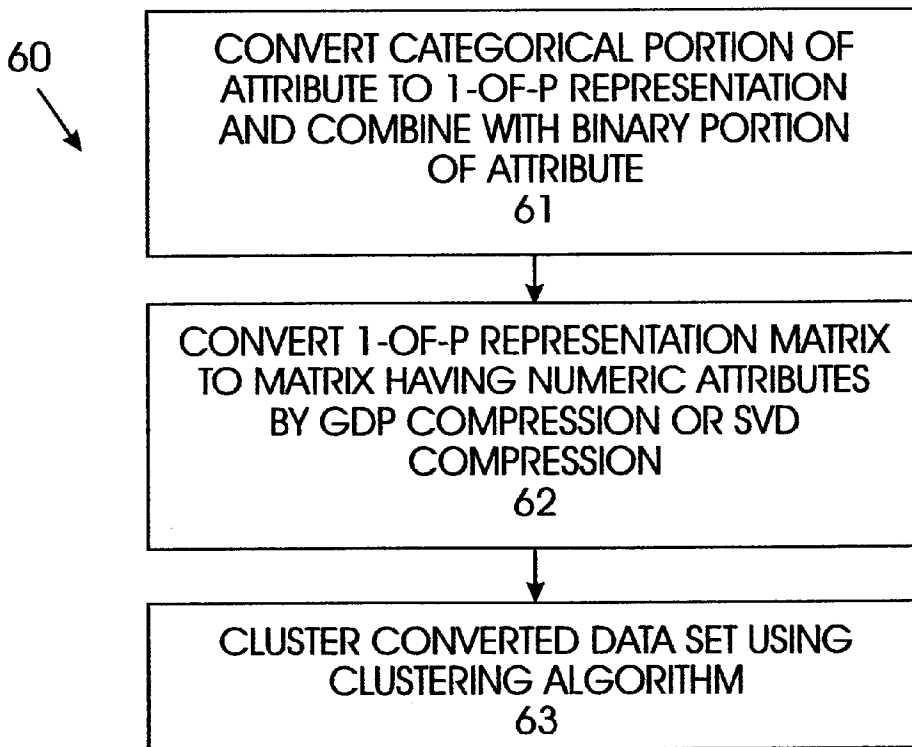 60
CONVERT CATEGORICAL PORTION OF
ATTRIBUTE TO 1-OF-P REPRESENTATION
AND COMBINE WITH BINARY PORTION
OF ATTRIBUTE
61
CONVERT 1-OF-P REPRESENTATION MATRIX
TO MATRIX HAVING NUMERIC ATTRIBUTES
BY GDP COMPRESSION OR SVD
COMPRESSION
62
CLUSTER CONVERTED DATA SET USING
CLUSTERING ALGORITHM
63